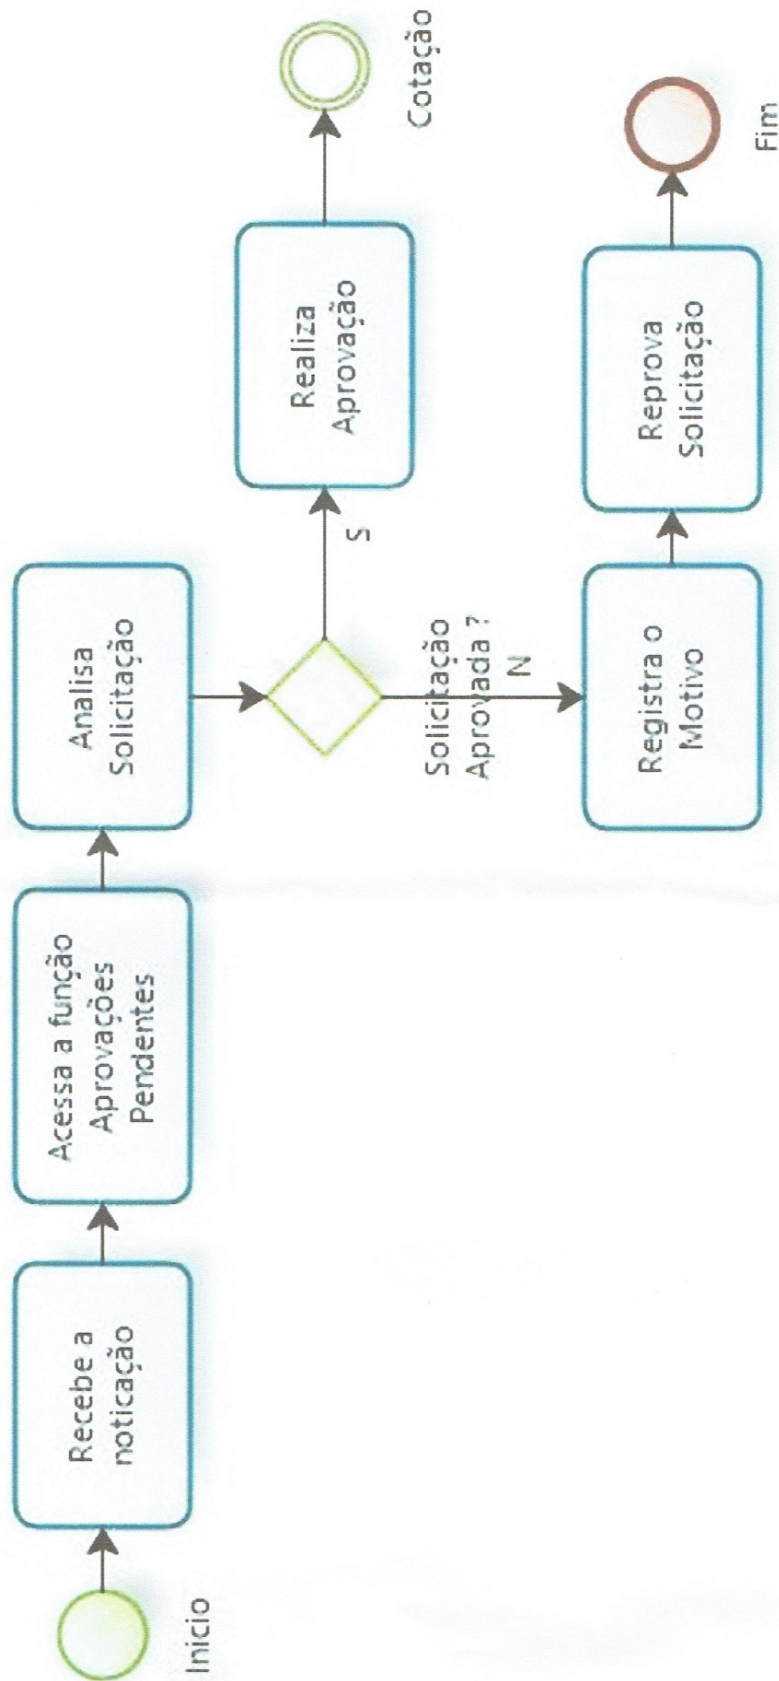 Inicio
Recebe a
noticação
Acessa a função
Aprovações
Pendentes
Analisa
Solicitação
Solicitação
Aprovada ?
S
N
Realiza
Aprovação
Cotação
Registra o
Motivo
Reprova
Solicitação
Fim